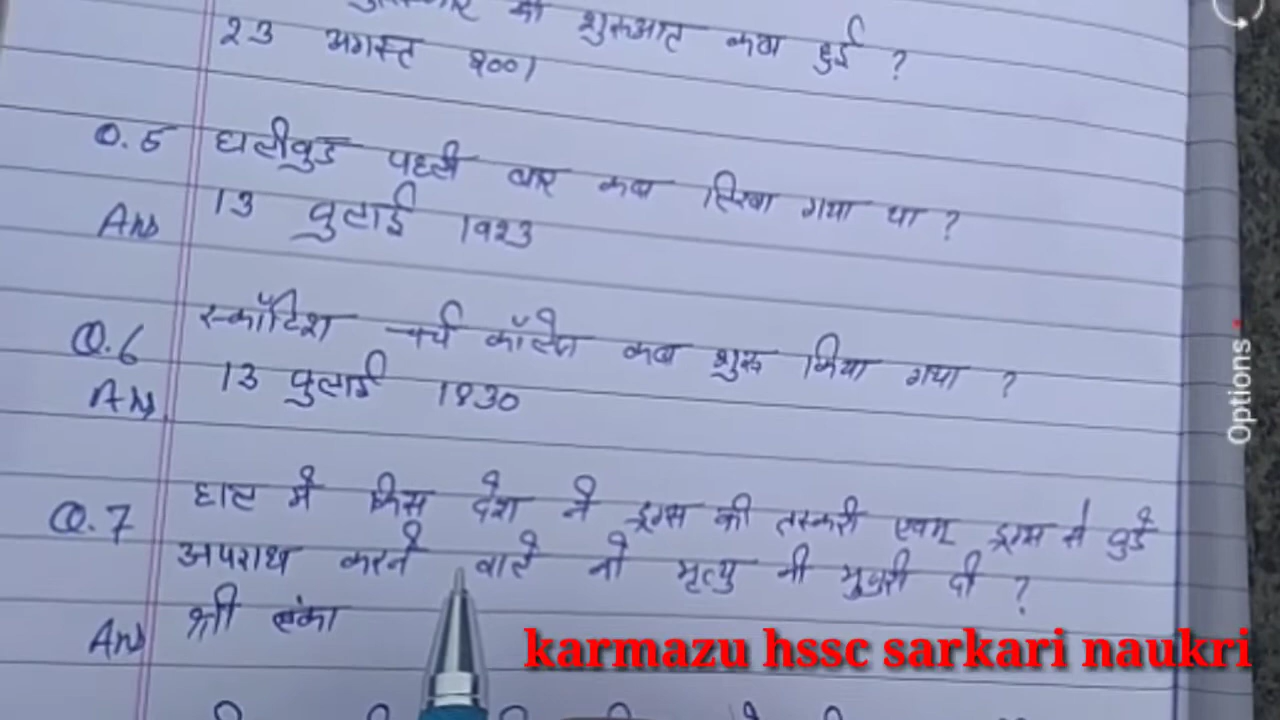 की शुरुआत कब हुई ?
23 अगस्त 2001
Q.5 हालीवुड पहली बार कब लिखा गया था ?
Ans 13 जुलाई 1923
Q.6 स्कॉटिश चर्च कॉलेज कब शुरू किया गया ?
Ans 13 जुलाई 1830
Q.7 हाल में किस देश ने ड्रग्स की तस्करी एवम् ड्रग्स से जुड़े
अपराध करने वाले को मृत्यु की मंजूरी दी ?
Ans श्री लंका
karmazu hssc sarkari naukri
Options